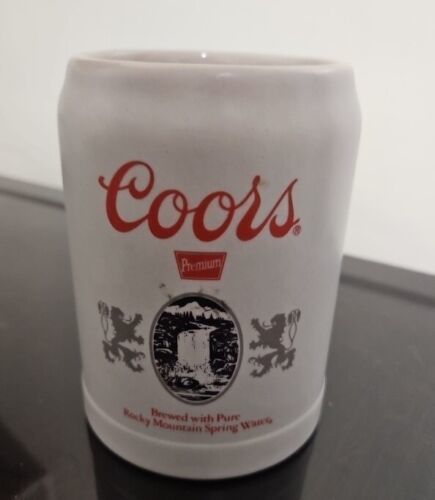 Coors®
Premium
Brewed with Pure
Rocky Mountain Spring Water.